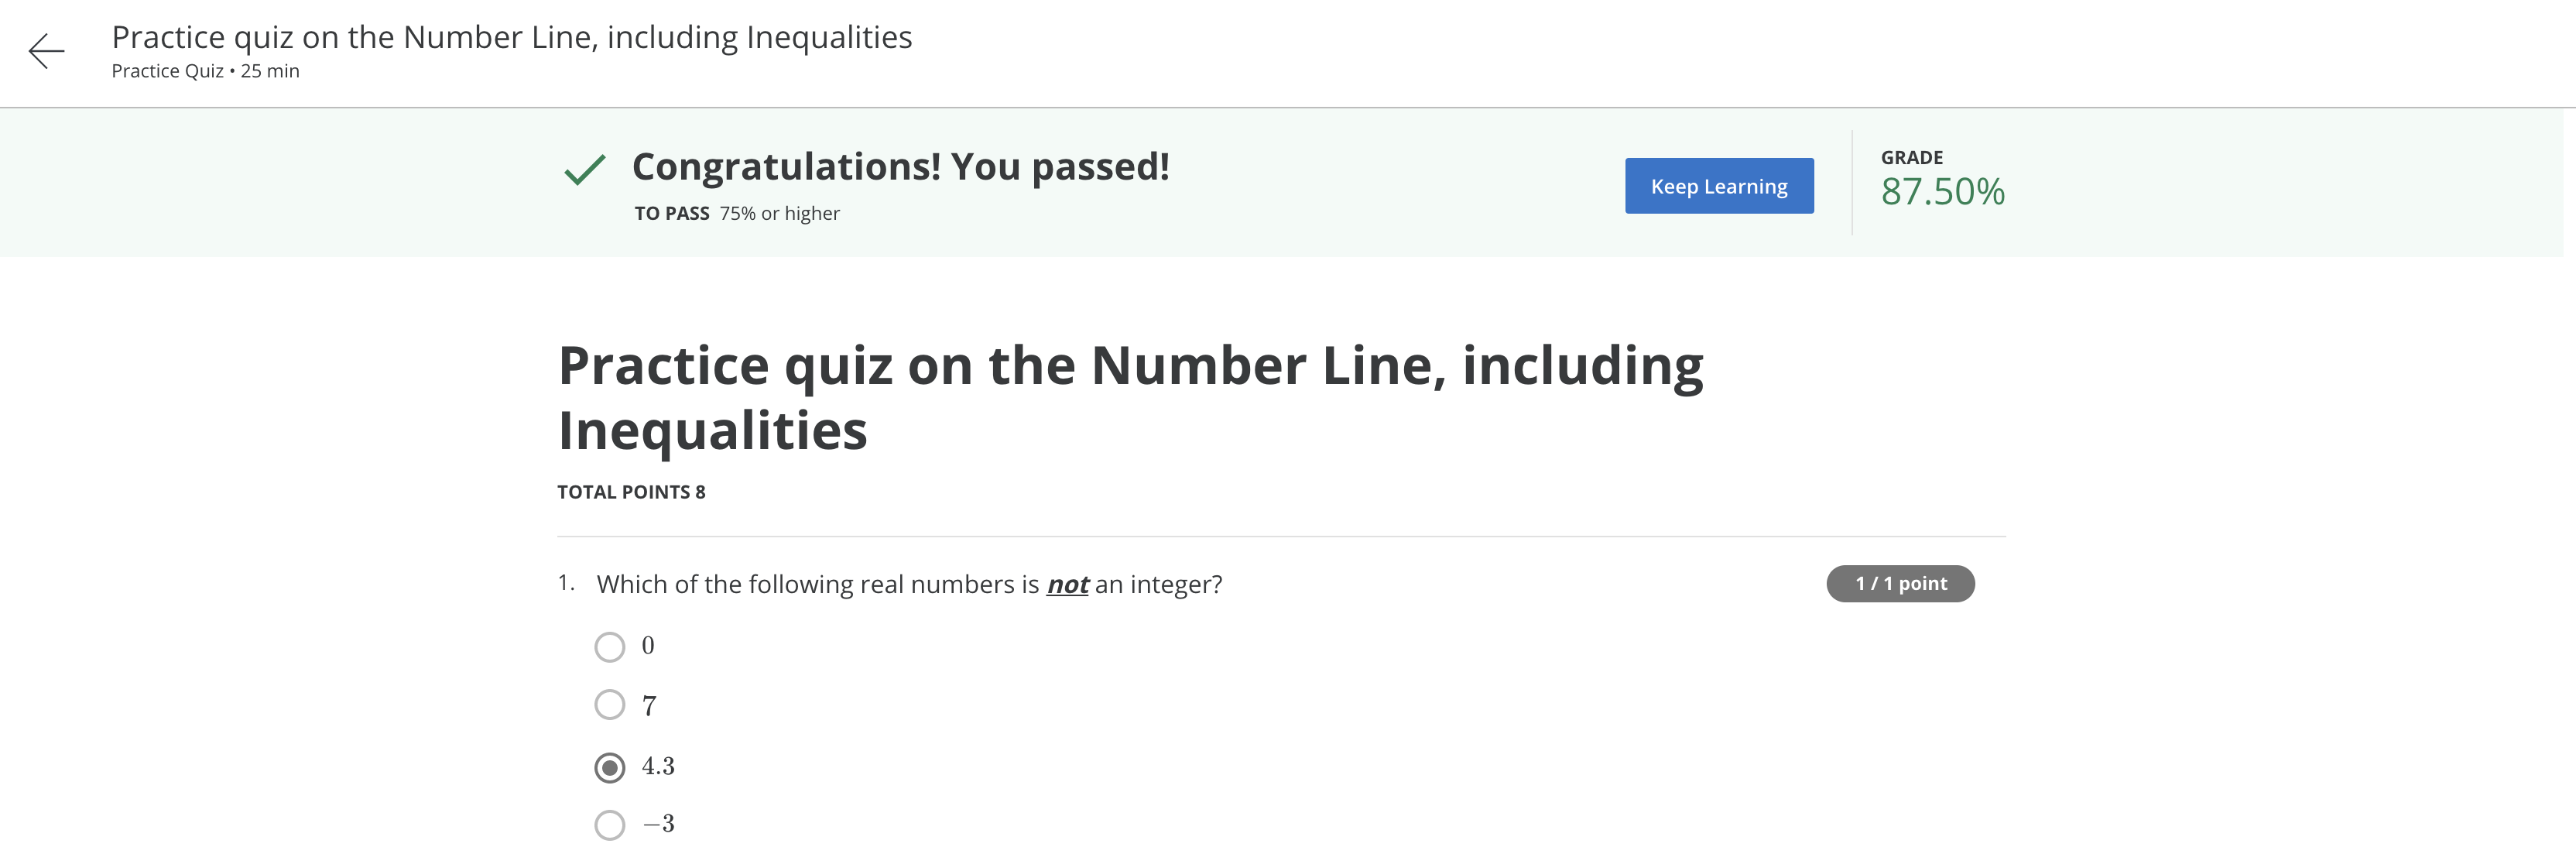 Practice quiz on the Number Line, including Inequalities
Practice Quiz • 25 min
Congratulations! You passed!
TO PASS 75% or higher
Keep Learning
GRADE
87.50%
Practice quiz on the Number Line, including
Inequalities
TOTAL POINTS 8
1. Which of the following real numbers is not an integer?
1 / 1 point
0
7
4.3
−3